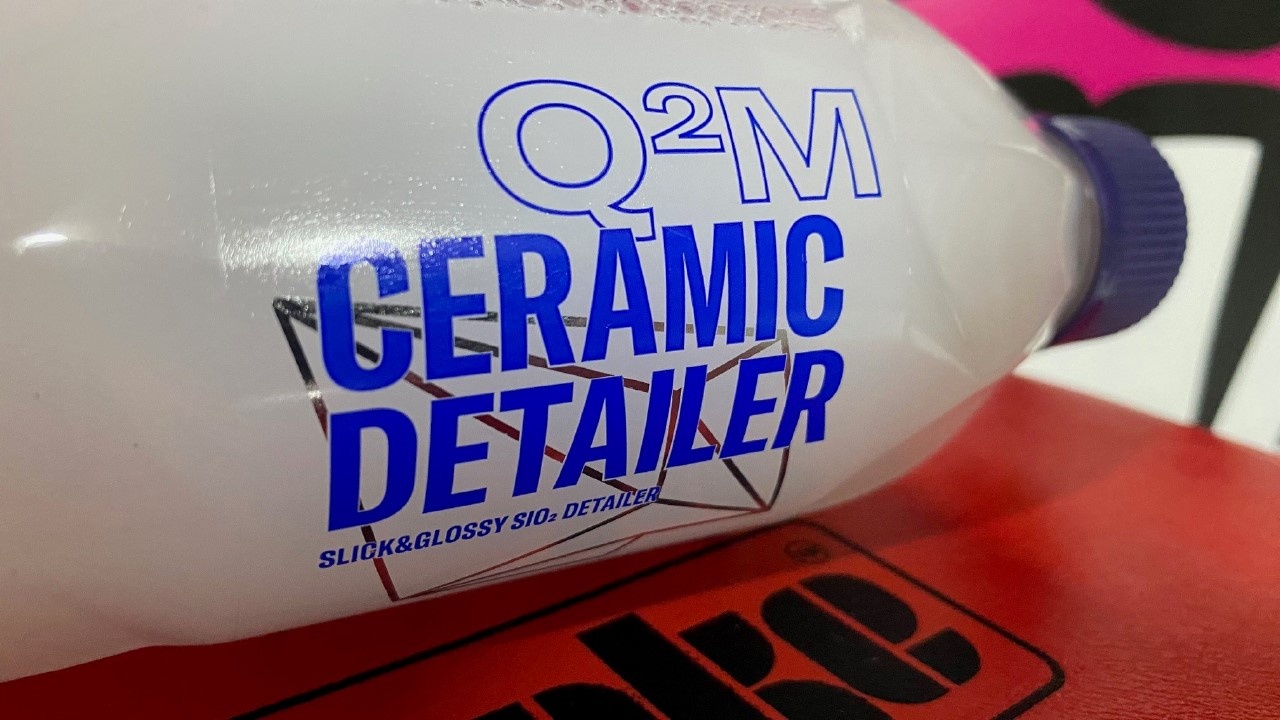 Q²M
CERAMIC
DETAILER
SLICK&GLOSSY SIO₂ DETAILER